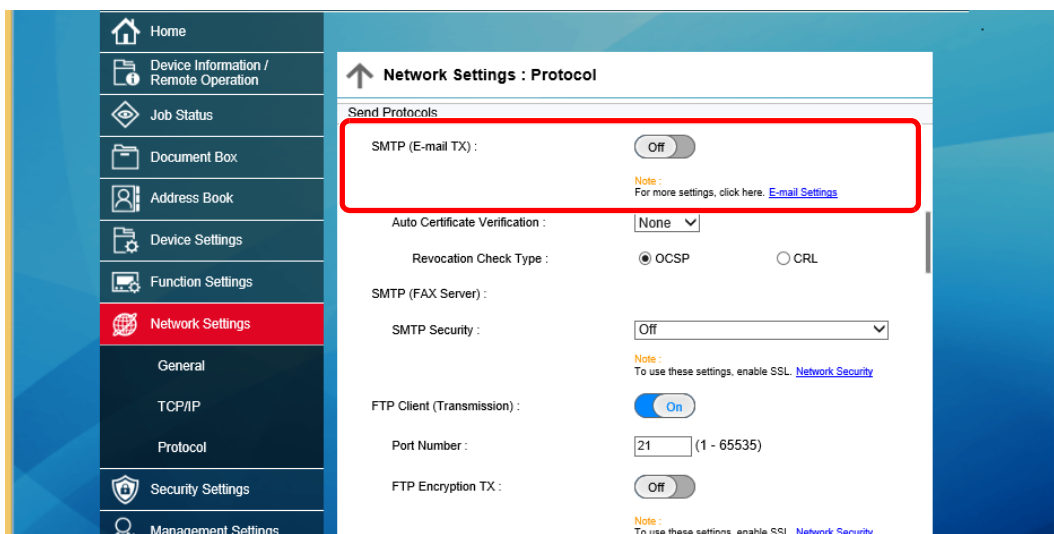 Home
Device Information /
Remote Operation
Job Status
Document Box
Address Book
Device Settings
Function Settings
Network Settings
General
TCP/IP
Protocol
Security Settings
Management Settings
Network Settings : Protocol
Send Protocols
SMTP (E-mail TX) : Off
Note :
For more settings, click here. E-mail Settings
Auto Certificate Verification : None
Revocation Check Type : OCSP CRL
SMTP (FAX Server) :
SMTP Security : Off
Note :
To use these settings, enable SSL. Network Security
FTP Client (Transmission) : On
Port Number : 21 (1 - 65535)
FTP Encryption TX : Off
Note :
To use these settings, enable SSL. Network Security